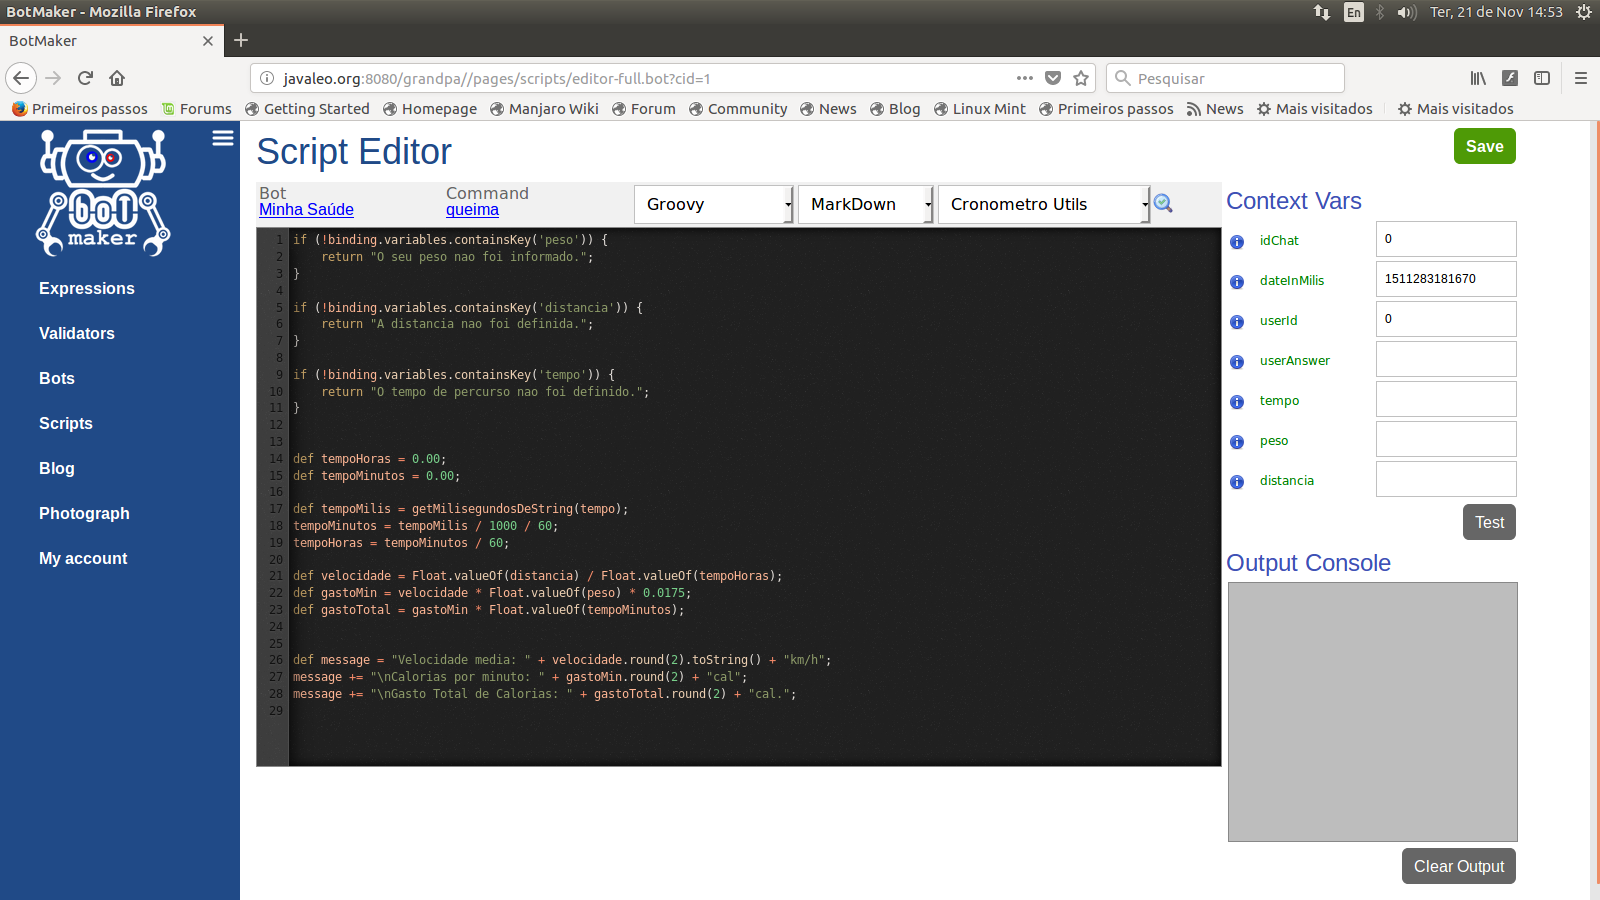 BotMaker - Mozilla Firefox
En
Ter, 21 de Nov 14:53
BotMaker
javaleo.org:8080/grandpa//pages/scripts/editor-full.bot?cid=1
Pesquisar
Primeiros passos Forums Getting Started Homepage Manjaro Wiki Forum Community News Blog Linux Mint Primeiros passos News Mais visitados Mais visitados
bot
maker
Expressions
Validators
Bots
Scripts
Blog
Photograph
My account
Script Editor
Save
Bot
Minha Saúde
Command
queima
Groovy
MarkDown
Cronometro Utils
1 if (!binding.variables.containsKey('peso')) {
2 return "O seu peso nao foi informado.";
3 }
4
5 if (!binding.variables.containsKey('distancia')) {
6 return "A distancia nao foi definida.";
7 }
8
9 if (!binding.variables.containsKey('tempo')) {
10 return "O tempo de percurso nao foi definido.";
11 }
12
13
14 def tempoHoras = 0.00;
15 def tempoMinutos = 0.00;
16
17 def tempoMilis = getMilisegundosDeString(tempo);
18 tempoMinutos = tempoMilis / 1000 / 60;
19 tempoHoras = tempoMinutos / 60;
20
21 def velocidade = Float.valueOf(distancia) / Float.valueOf(tempoHoras);
22 def gastoMin = velocidade * Float.valueOf(peso) * 0.0175;
23 def gastoTotal = gastoMin * Float.valueOf(tempoMinutos);
24
25
26 def message = "Velocidade media: " + velocidade.round(2).toString() + "km/h";
27 message += "\nCalorias por minuto: " + gastoMin.round(2) + "cal";
28 message += "\nGasto Total de Calorias: " + gastoTotal.round(2) + "cal.";
29
Context Vars
idChat 0
dateInMilis 1511283181670
userId 0
userAnswer
tempo
peso
distancia
Test
Output Console
Clear Output